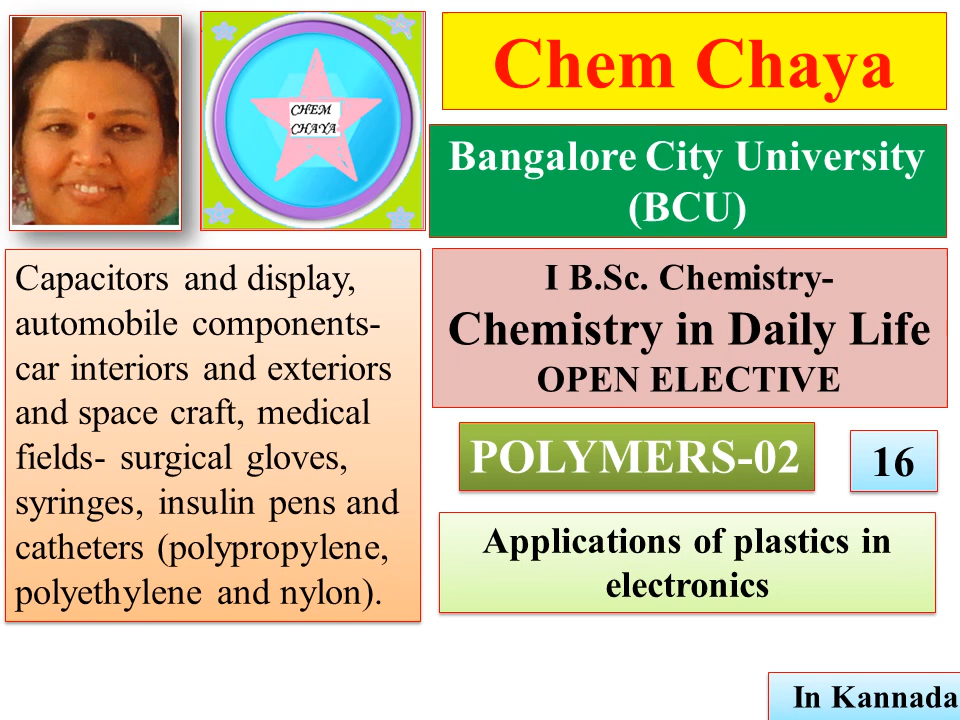 CHEM
CHAYA
Chem Chaya
Bangalore City University
(BCU)
Capacitors and display,
automobile components-
car interiors and exteriors
and space craft, medical
fields- surgical gloves,
syringes, insulin pens and
catheters (polypropylene,
polyethylene and nylon).
I B.Sc. Chemistry-
Chemistry in Daily Life
OPEN ELECTIVE
POLYMERS-02
16
Applications of plastics in
electronics
In Kannada